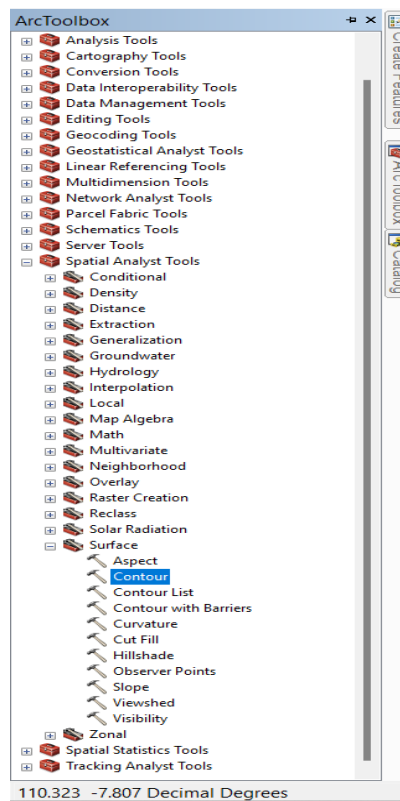 ArcToolbox
Analysis Tools
Cartography Tools
Conversion Tools
Data Interoperability Tools
Data Management Tools
Editing Tools
Geocoding Tools
Geostatistical Analyst Tools
Linear Referencing Tools
Multidimension Tools
Network Analyst Tools
Parcel Fabric Tools
Schematics Tools
Server Tools
Spatial Analyst Tools
Conditional
Density
Distance
Extraction
Generalization
Groundwater
Hydrology
Interpolation
Local
Map Algebra
Math
Multivariate
Neighborhood
Overlay
Raster Creation
Reclass
Solar Radiation
Surface
Aspect
Contour
Contour List
Contour with Barriers
Curvature
Cut Fill
Hillshade
Observer Points
Slope
Viewshed
Visibility
Zonal
Spatial Statistics Tools
Tracking Analyst Tools
110.323 -7.807 Decimal Degrees
Create Features
ArcToolbox
Catalog